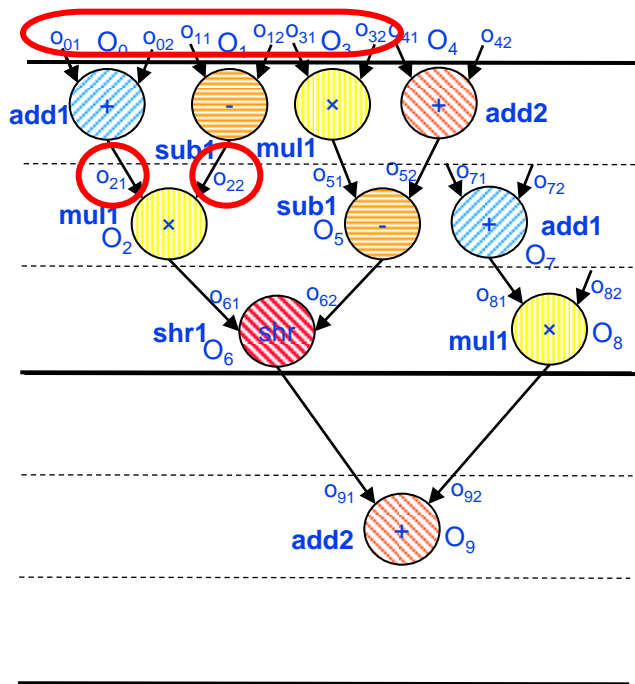 o01 O0 o02 o11 O1 o12 o31 O3 o32 o41 O4 o42
add1 + - × + add2
sub1 mul1
o21 o22 o51 o52 o71 o72
mul1 × sub1 - + add1
O2 O5 O7
o61 o62 o81 o82
shr1 shr mul1 × O8
O6
o91 o92
add2 + O9